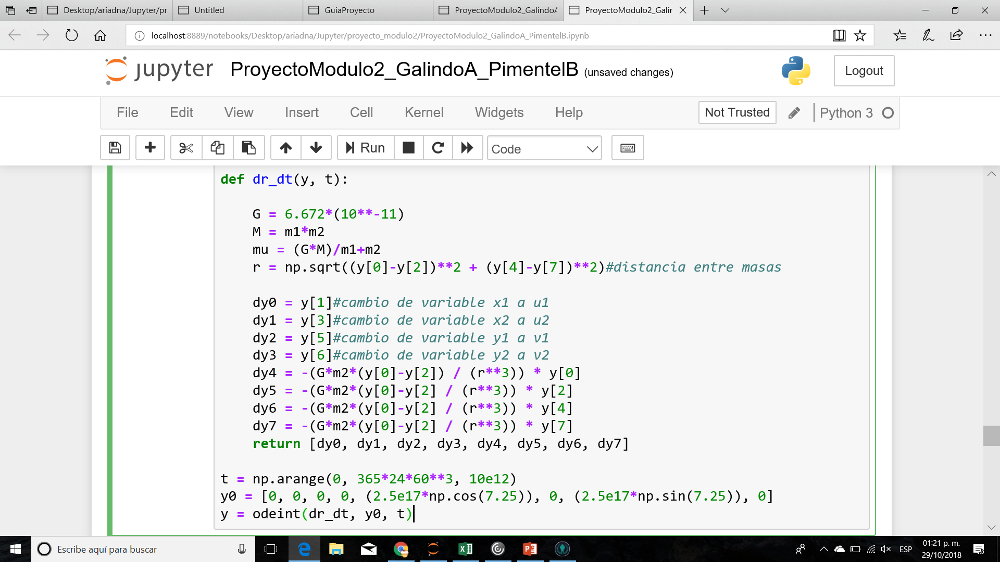 Desktop/ariadna/Jupyter/pr
Untitled
GuiaProyecto
ProyectoModulo2_Galindo
ProyectoModulo2_Galir
localhost:8889/notebooks/Desktop/ariadna/Jupyter/proyecto_modulo2/ProyectoModulo2_GalindoA_PimentelB.ipynb
jupyter ProyectoModulo2_GalindoA_PimentelB (unsaved changes)
Logout
File Edit View Insert Cell Kernel Widgets Help Not Trusted Python 3
Run Code
def dr_dt(y, t):
G = 6.672*(10**-11)
M = m1*m2
mu = (G*M)/m1+m2
r = np.sqrt((y[0]-y[2])**2 + (y[4]-y[7])**2)#distancia entre masas
dy0 = y[1]#cambio de variable x1 a u1
dy1 = y[3]#cambio de variable x2 a u2
dy2 = y[5]#cambio de variable y1 a v1
dy3 = y[6]#cambio de variable y2 a v2
dy4 = -(G*m2*(y[0]-y[2]) / (r**3)) * y[0]
dy5 = -(G*m2*(y[0]-y[2] / (r**3)) * y[2]
dy6 = -(G*m2*(y[0]-y[2] / (r**3)) * y[4]
dy7 = -(G*m2*(y[0]-y[2] / (r**3)) * y[7]
return [dy0, dy1, dy2, dy3, dy4, dy5, dy6, dy7]
t = np.arange(0, 365*24*60**3, 10e12)
y0 = [0, 0, 0, 0, (2.5e17*np.cos(7.25)), 0, (2.5e17*np.sin(7.25)), 0]
y = odeint(dr_dt, y0, t)
Escribe aquí para buscar
ESP
01:21 p. m.
29/10/2018